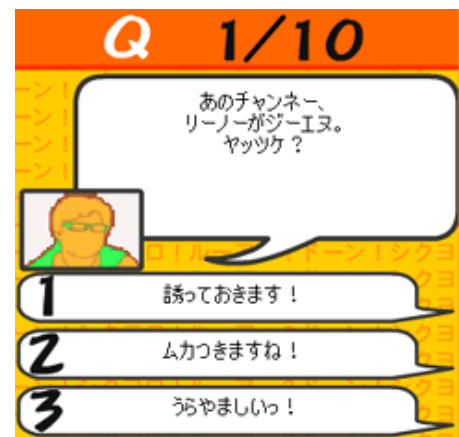 Q 1/10
あのチャンネー、
リーノーがジーエヌ。
ヤッツケ？
1 誘っておきます！
2 ムカつきますね！
3 うらやましいっ！